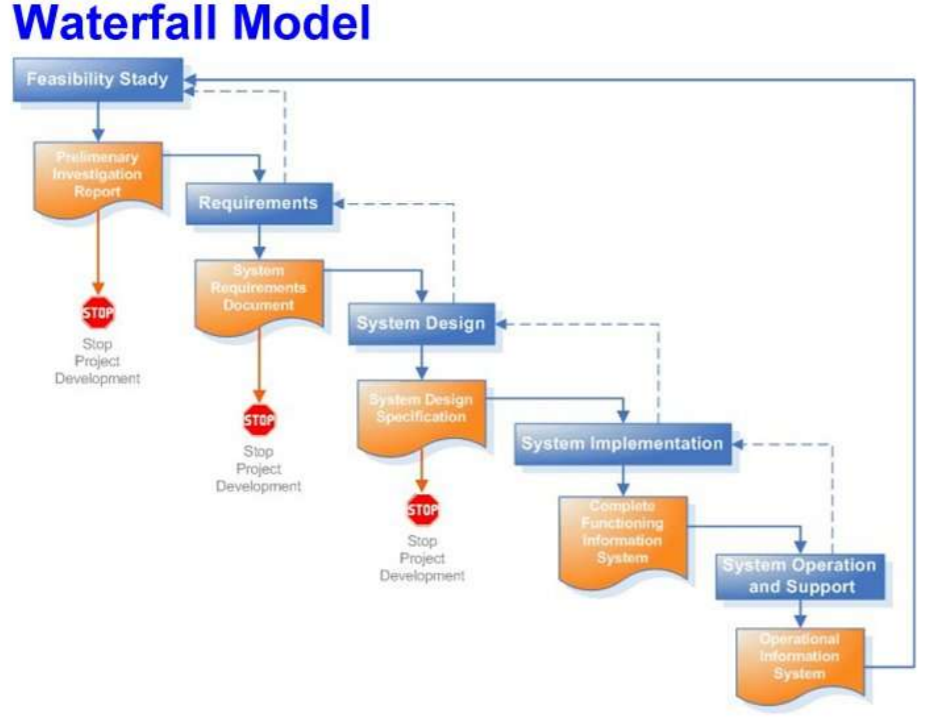 Waterfall Model
Feasibility Stady
Prelimenary
Investigation
Report
Requirements
STOP
Stop
Project
Development
System
Requirements
Document
System Design
STOP
Stop
Project
Development
System Design
Specification
System Implementation
STOP
Stop
Project
Development
Complete
Functioning
Information
System
System Operation
and Support
Operational
Information
System